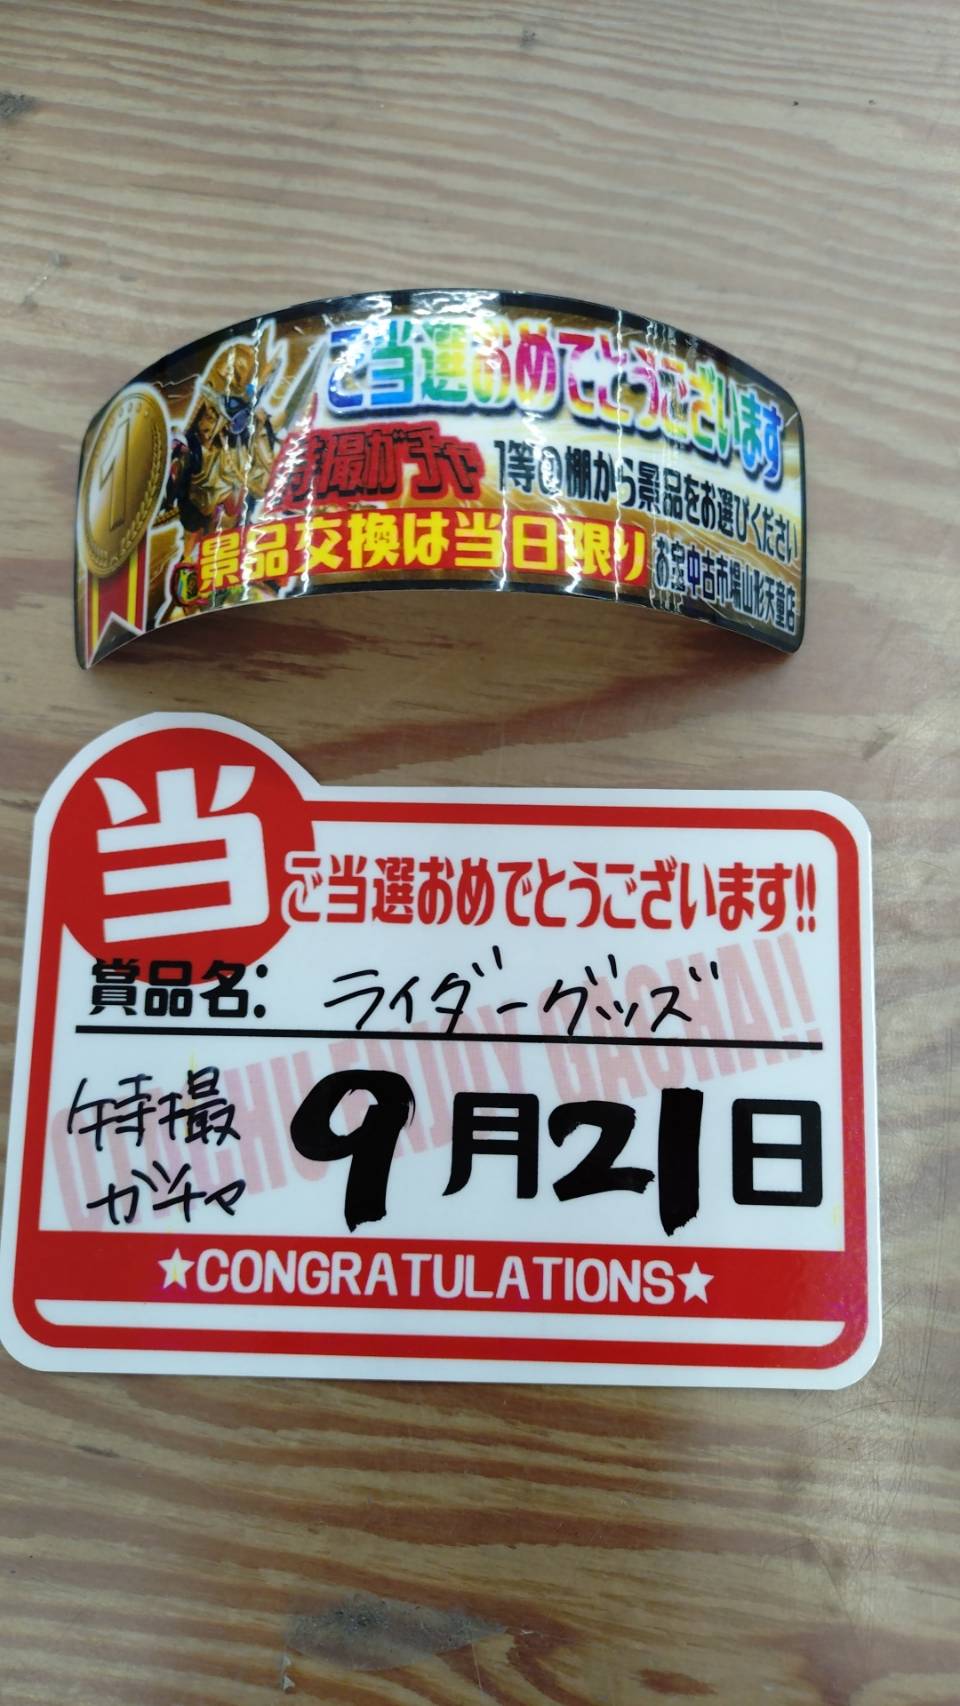 ご当選おめでとうございます
1
特撮ガチャ
1等の棚から景品をお選びください
景品交換は当日限り
お宝中古市場山形天童店
当
ご当選おめでとうございます!!
賞品名: ライダーグッズ
特撮
ガチャ
9月21日
ENJOY GACHA!!
★CONGRATULATIONS★